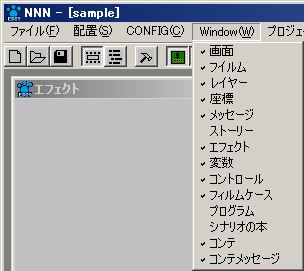 NNN - [sample]
ファイル(F) 配置(S) CONFIG(C) Window(W) プロジェ
エフェクト
画面
フイルム
レイヤー
座標
メッセージ
ストーリー
エフェクト
変数
コントロール
フィルムケース
プログラム
シナリオの本
コンテ
コンテメッセージ